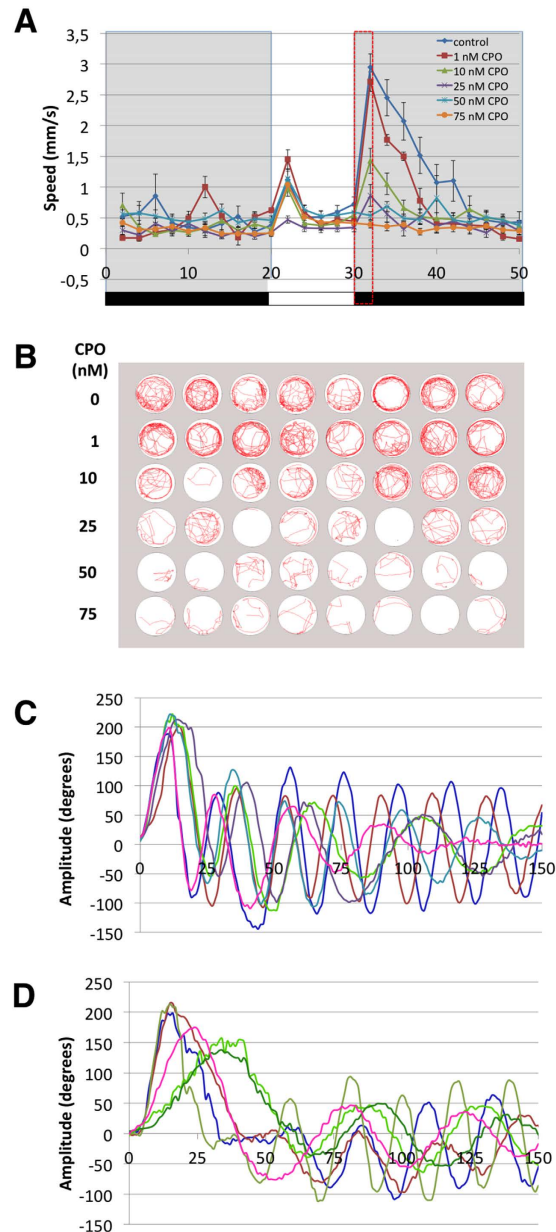 A
Speed (mm/s)
3,5
3
2,5
2
1,5
1
0,5
0
-0,5
control
1 nM CPO
10 nM CPO
25 nM CPO
50 nM CPO
75 nM CPO
0 10 20 30 40 50
B
CPO
(nM)
0
1
10
25
50
75
C
Amplitude (degrees)
250
200
150
100
50
0
-50
-100
-150
0 25 50 75 100 125 150
D
Amplitude (degrees)
250
200
150
100
50
0
-50
-100
-150
0 25 50 75 100 125 150